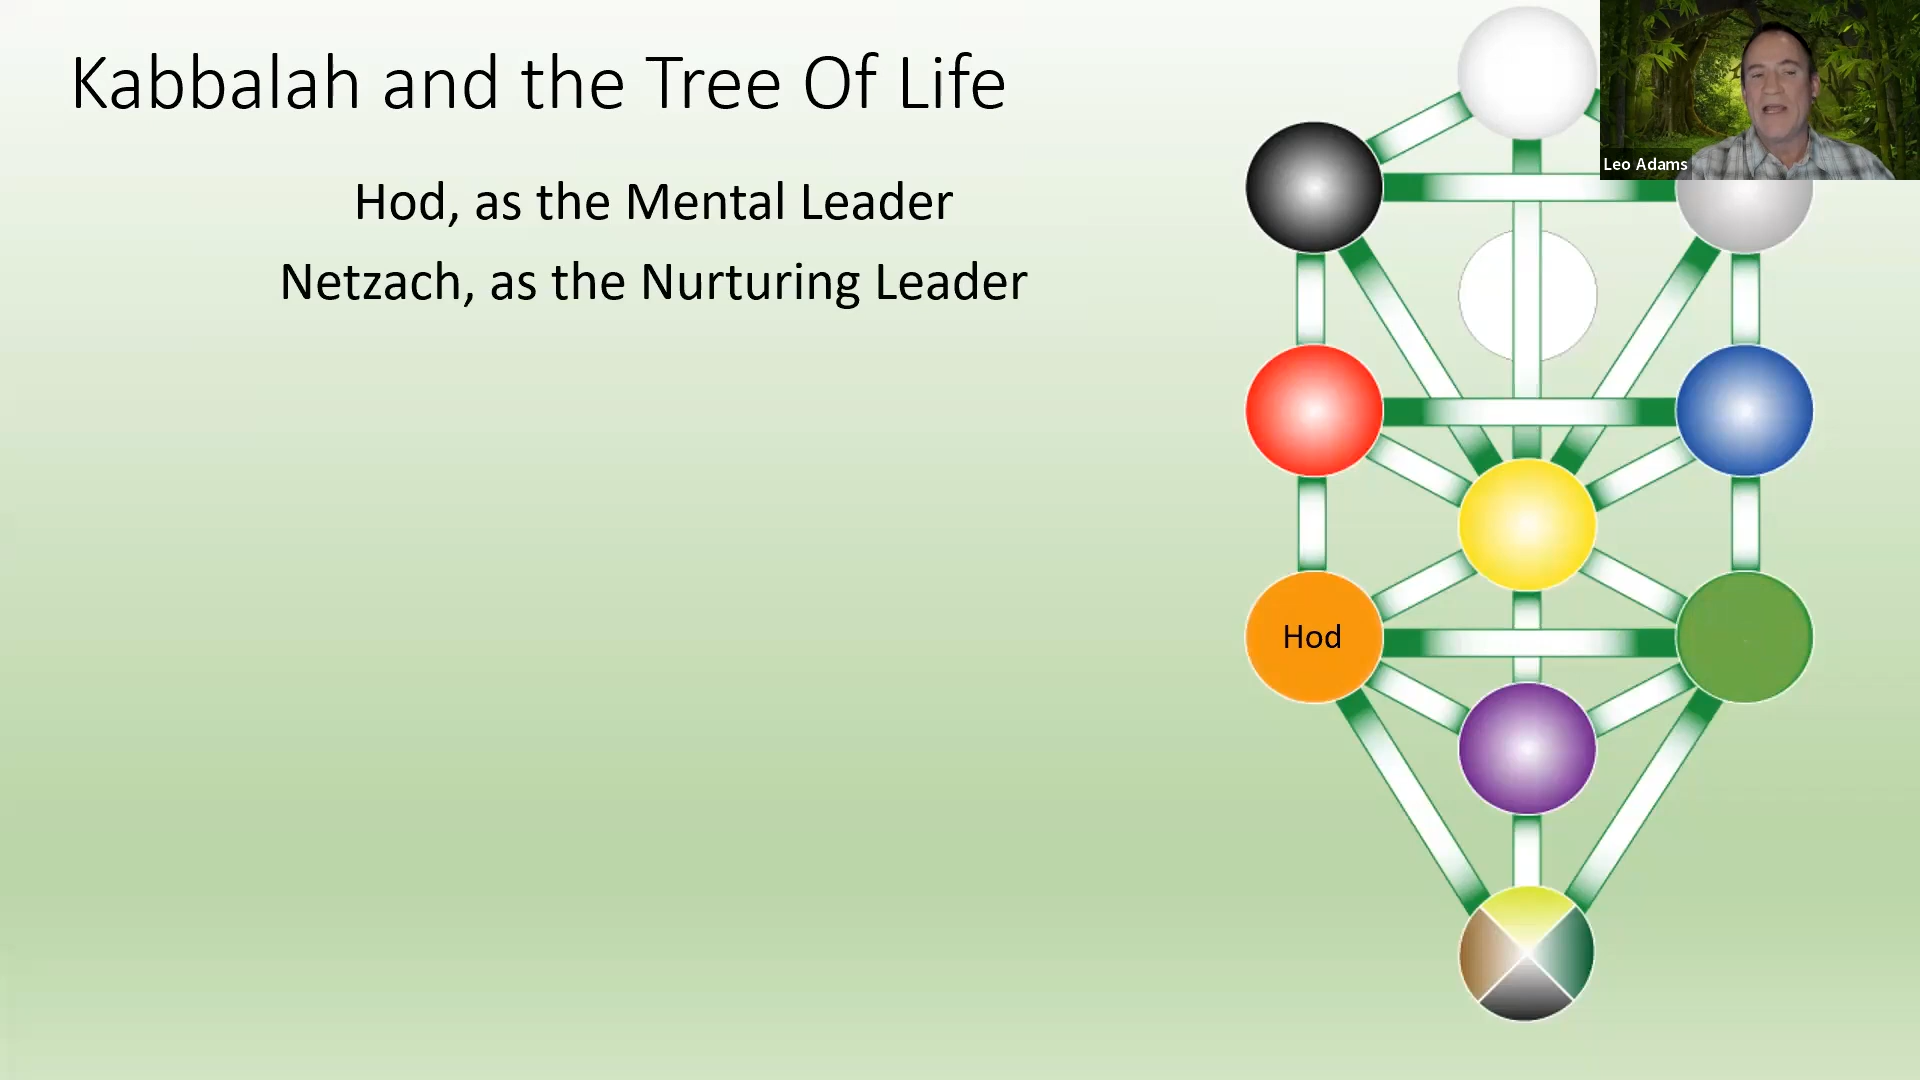 Kabbalah and the Tree Of Life
Leo Adams
Hod, as the Mental Leader
Netzach, as the Nurturing Leader
Hod